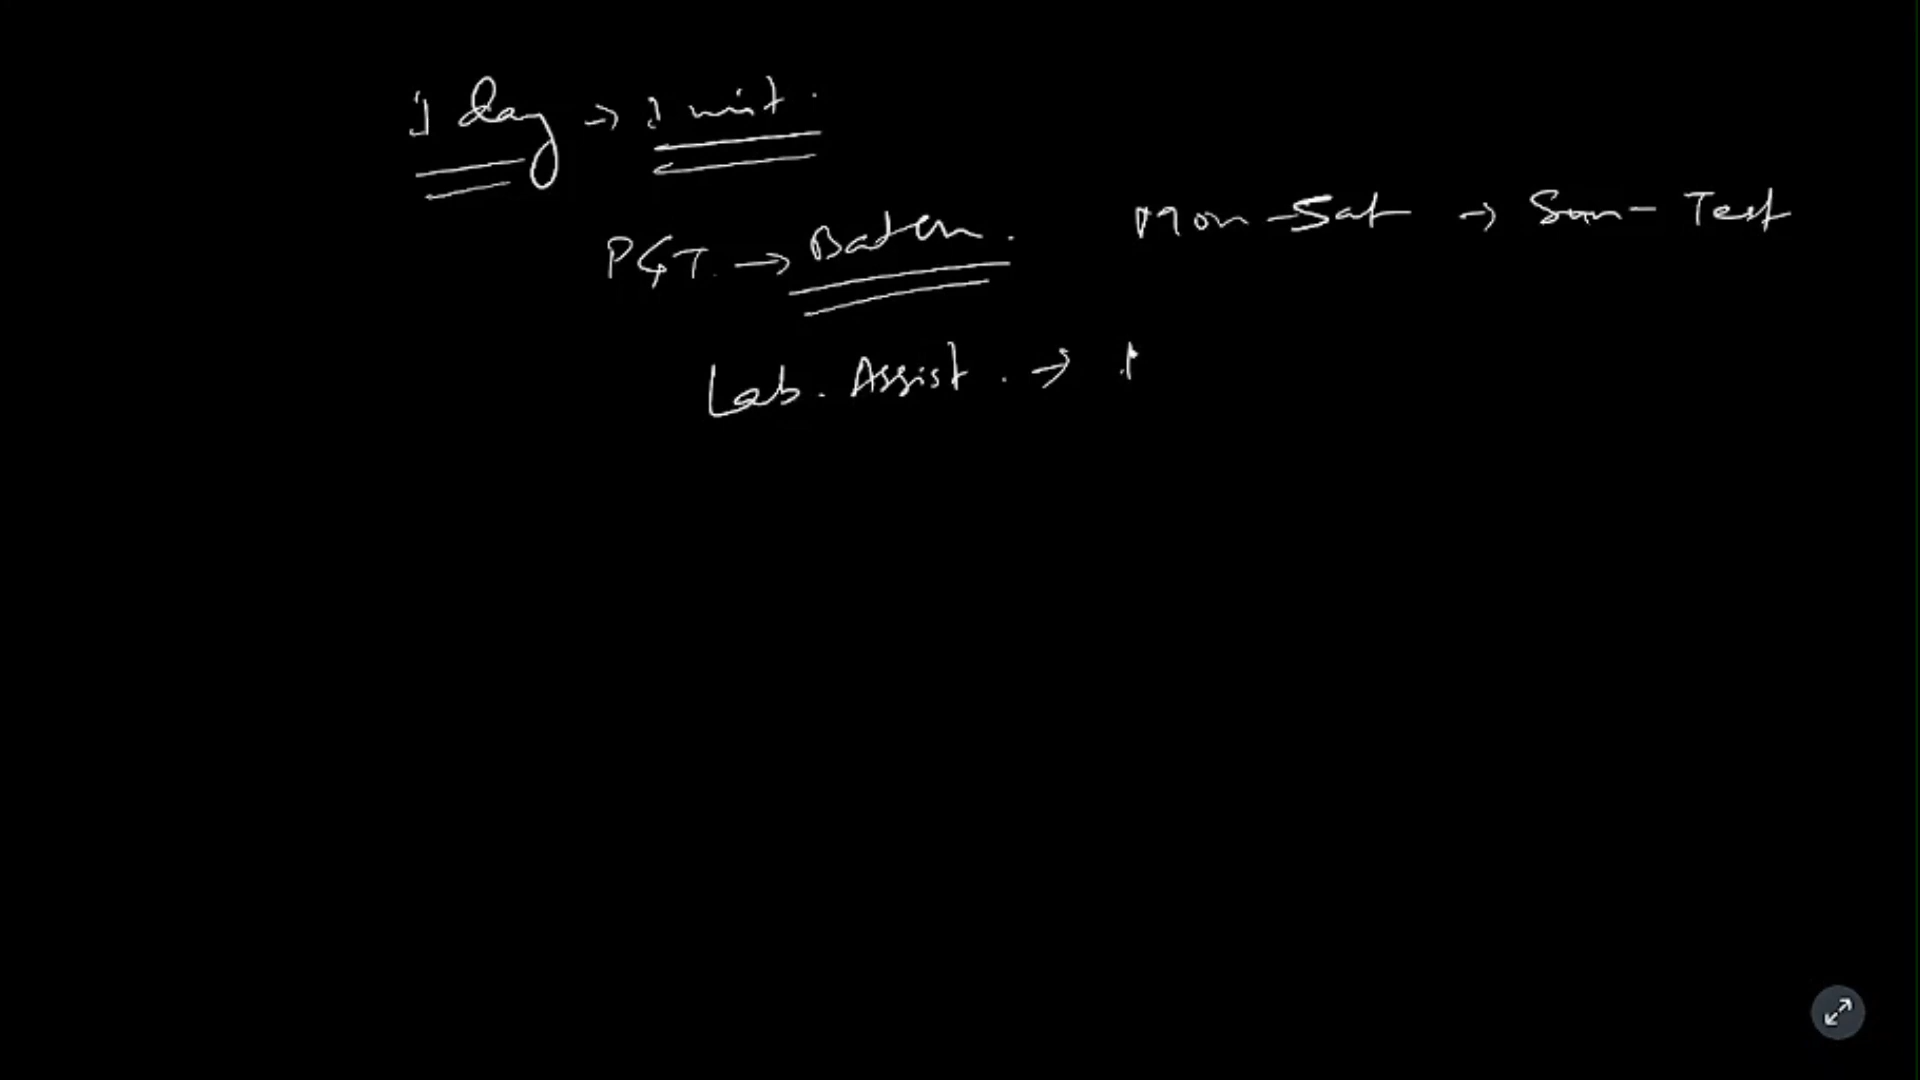 1 day → 1 unit.
PGT. → Batch.
Mon - Sat → Sun - Test
Lab. Assist. →